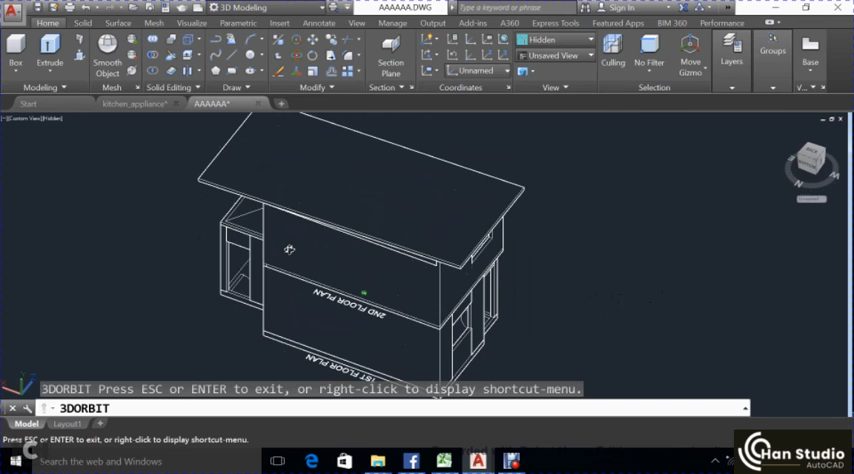 3D Modeling
AAAAAA.DWG
Type a keyword or phrase
Sign In
Home Solid Surface Mesh Visualize Parametric Insert Annotate View Manage Output Add-ins A360 Express Tools Featured Apps BIM 360 Performance
Box Extrude Smooth Object Section Plane Hidden Unsaved View Unnamed Culling No Filter Move Gizmo Layers Groups Base
Modeling Mesh Solid Editing Draw Modify Section Coordinates View Selection V...
Start kitchen_appliance* AAAAAA*
[−][Custom View][Hidden]
BACK
W
N
Unnamed
2ND FLOOR PLAN
1ST FLOOR PLAN
3DORBIT Press ESC or ENTER to exit, or right-click to display shortcut-menu.
3DORBIT
Model Layout1 +
Press ESC or ENTER to exit, or right-click to display shortcut-menu.
Search the web and Windows
Han Studio
AutoCAD